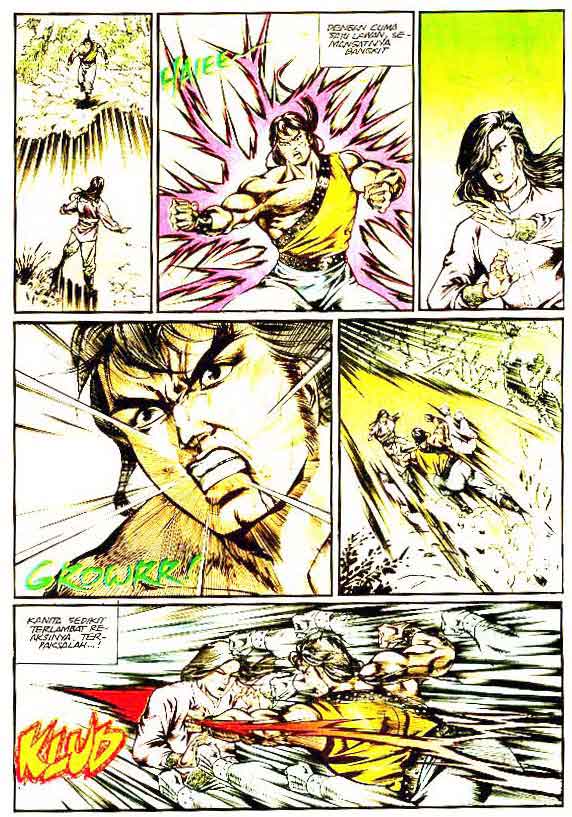 HAIEE
DENGAN CUMA
SATU LAWAN, SE-
MANGATNYA
BANGKIT
GROWRR!
KANITA SEDIKIT
TERLAMBAT RE-
AKSINYA. TER-
PAKSALAH...!
KLUB